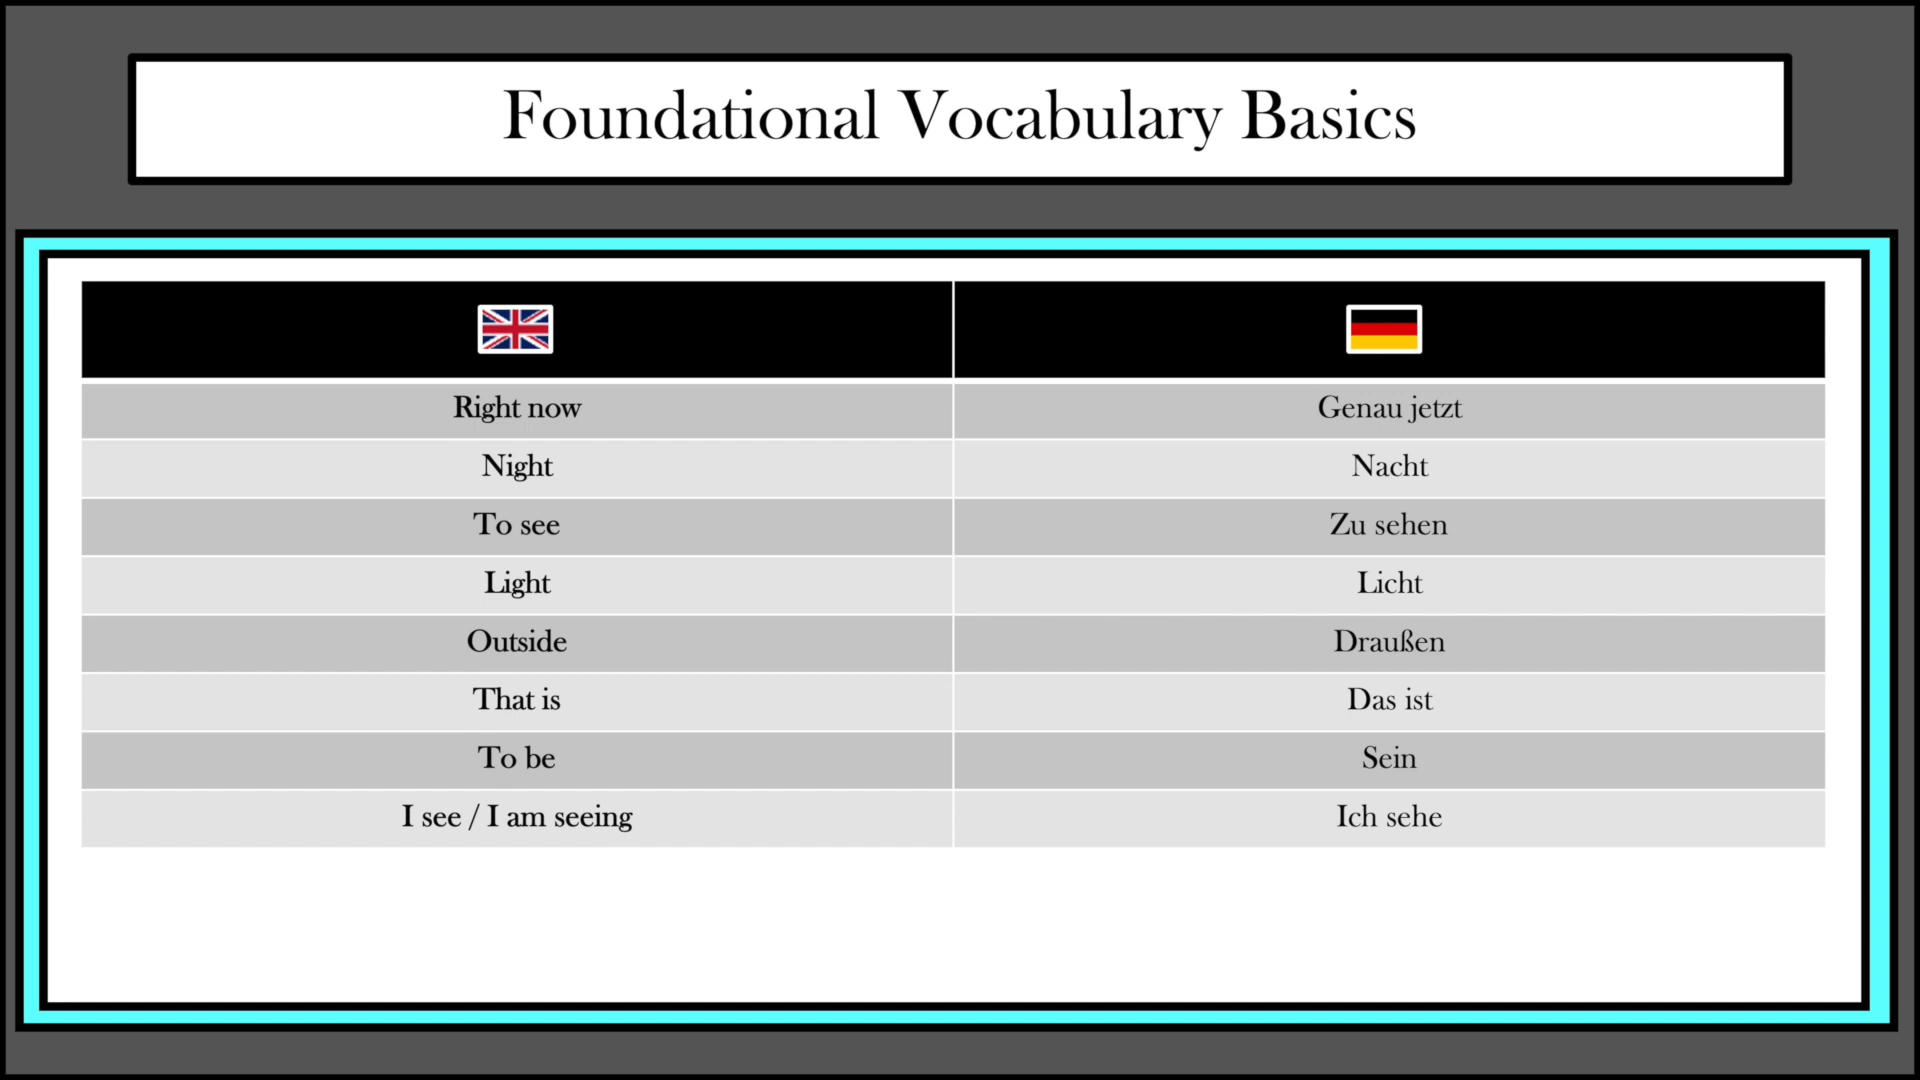 Foundational Vocabulary Basics
Right now Genau jetzt
Night Nacht
To see Zu sehen
Light Licht
Outside Draußen
That is Das ist
To be Sein
I see / I am seeing Ich sehe